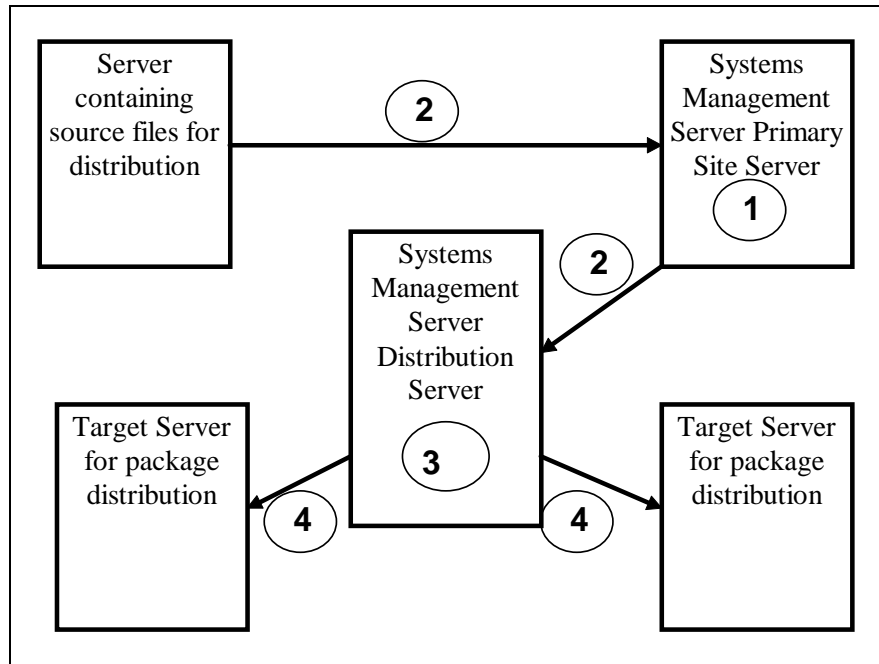 Server
containing
source files for
distribution
2
Systems
Management
Server Primary
Site Server
1
2
Systems
Management
Server
Distribution
Server
3
Target Server
for package
distribution
4
4
Target Server
for package
distribution